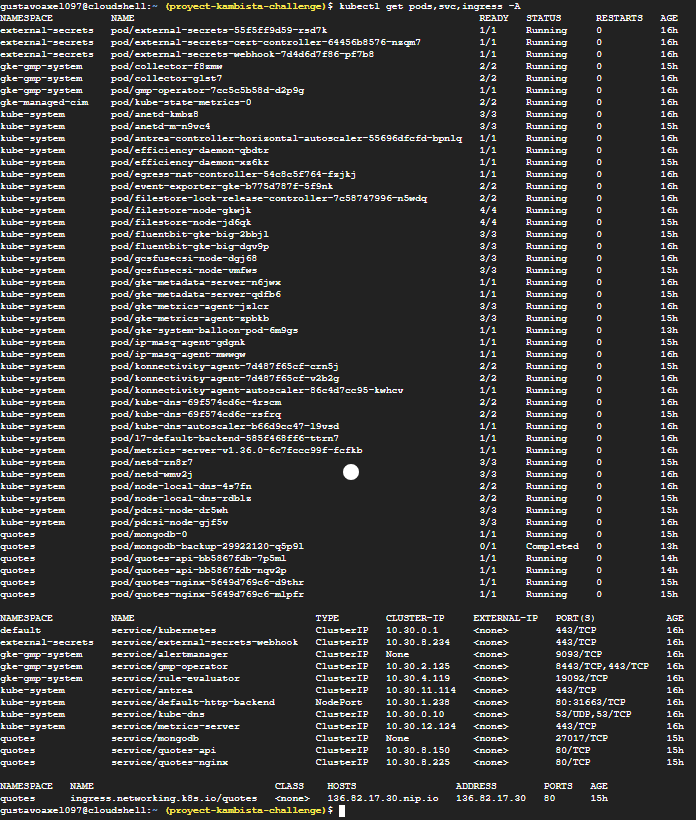 gustavoaxel097@cloudshell:~ (proyect-kambista-challenge)$ kubectl get pods,svc,ingress -A
NAMESPACE NAME READY STATUS RESTARTS AGE
external-secrets pod/external-secrets-55f5ff9d59-rsd7k 1/1 Running 0 16h
external-secrets pod/external-secrets-cert-controller-64456b8576-nzqm7 1/1 Running 0 16h
external-secrets pod/external-secrets-webhook-7d4d6d7f86-pf7b8 1/1 Running 0 16h
gke-gmp-system pod/collector-f8zmw 2/2 Running 0 15h
gke-gmp-system pod/collector-glst7 2/2 Running 0 16h
gke-gmp-system pod/gmp-operator-7cc5c5b58d-d2p9g 1/1 Running 0 16h
gke-managed-cim pod/kube-state-metrics-0 2/2 Running 0 16h
kube-system pod/anetd-kmbz8 3/3 Running 0 16h
kube-system pod/anetd-m-n9vc4 3/3 Running 0 15h
kube-system pod/antrea-controller-horizontal-autoscaler-55696dfcfd-bpnlq 1/1 Running 0 16h
kube-system pod/efficiency-daemon-qbdtr 1/1 Running 0 16h
kube-system pod/efficiency-daemon-xz6kr 1/1 Running 0 15h
kube-system pod/egress-nat-controller-54c8c5f764-fzjkj 1/1 Running 0 16h
kube-system pod/event-exporter-gke-b775d787f-5f9nk 2/2 Running 0 16h
kube-system pod/filestore-lock-release-controller-7c58747996-n5wdq 2/2 Running 0 16h
kube-system pod/filestore-node-gkwjk 4/4 Running 0 16h
kube-system pod/filestore-node-jd6qk 4/4 Running 0 15h
kube-system pod/fluentbit-gke-big-2bbjl 3/3 Running 0 15h
kube-system pod/fluentbit-gke-big-dgv9p 3/3 Running 0 16h
kube-system pod/gcsfusecsi-node-dgj68 3/3 Running 0 16h
kube-system pod/gcsfusecsi-node-vmfws 3/3 Running 0 15h
kube-system pod/gke-metadata-server-n6jwx 1/1 Running 0 16h
kube-system pod/gke-metadata-server-qdfb6 1/1 Running 0 15h
kube-system pod/gke-metrics-agent-jzlcr 3/3 Running 0 16h
kube-system pod/gke-metrics-agent-zpbkb 3/3 Running 0 15h
kube-system pod/gke-system-balloon-pod-6m9gs 1/1 Running 0 13h
kube-system pod/ip-masq-agent-gdgnk 1/1 Running 0 15h
kube-system pod/ip-masq-agent-mwwgw 1/1 Running 0 16h
kube-system pod/konnectivity-agent-7d487f65cf-crn5j 2/2 Running 0 15h
kube-system pod/konnectivity-agent-7d487f65cf-v2b2g 2/2 Running 0 16h
kube-system pod/konnectivity-agent-autoscaler-86c4d7cc95-kwhcv 1/1 Running 0 16h
kube-system pod/kube-dns-69f574cd6c-4rscm 2/2 Running 0 16h
kube-system pod/kube-dns-69f574cd6c-rsfrq 2/2 Running 0 15h
kube-system pod/kube-dns-autoscaler-b66d9cc47-l9vsd 1/1 Running 0 16h
kube-system pod/l7-default-backend-585f468ff6-ttrn7 1/1 Running 0 16h
kube-system pod/metrics-server-v1.36.0-6c7fccc99f-fcfkb 1/1 Running 0 16h
kube-system pod/netd-rn8r7 3/3 Running 0 15h
kube-system pod/netd-wmv2j 3/3 Running 0 16h
kube-system pod/node-local-dns-4s7fn 2/2 Running 0 16h
kube-system pod/node-local-dns-rdblz 2/2 Running 0 15h
kube-system pod/pdcsi-node-dr5wh 3/3 Running 0 15h
kube-system pod/pdcsi-node-gjf5v 3/3 Running 0 16h
quotes pod/mongodb-0 1/1 Running 0 15h
quotes pod/mongodb-backup-29922120-q5p9l 0/1 Completed 0 13h
quotes pod/quotes-api-bb5867fdb-7p5ml 1/1 Running 0 14h
quotes pod/quotes-api-bb5867fdb-nqv2p 1/1 Running 0 14h
quotes pod/quotes-nginx-5649d769c6-d9thr 1/1 Running 0 15h
quotes pod/quotes-nginx-5649d769c6-mlpfr 1/1 Running 0 15h
NAMESPACE NAME TYPE CLUSTER-IP EXTERNAL-IP PORT(S) AGE
default service/kubernetes ClusterIP 10.30.0.1 <none> 443/TCP 16h
external-secrets service/external-secrets-webhook ClusterIP 10.30.8.234 <none> 443/TCP 16h
gke-gmp-system service/alertmanager ClusterIP None <none> 9093/TCP 16h
gke-gmp-system service/gmp-operator ClusterIP 10.30.2.125 <none> 8443/TCP,443/TCP 16h
gke-gmp-system service/rule-evaluator ClusterIP 10.30.4.119 <none> 19092/TCP 16h
kube-system service/antrea ClusterIP 10.30.11.114 <none> 443/TCP 16h
kube-system service/default-http-backend NodePort 10.30.1.238 <none> 80:31663/TCP 16h
kube-system service/kube-dns ClusterIP 10.30.0.10 <none> 53/UDP,53/TCP 16h
kube-system service/metrics-server ClusterIP 10.30.12.124 <none> 443/TCP 16h
quotes service/mongodb ClusterIP None <none> 27017/TCP 15h
quotes service/quotes-api ClusterIP 10.30.8.150 <none> 80/TCP 15h
quotes service/quotes-nginx ClusterIP 10.30.8.225 <none> 80/TCP 15h
NAMESPACE NAME CLASS HOSTS ADDRESS PORTS AGE
quotes ingress.networking.k8s.io/quotes <none> 136.82.17.30.nip.io 136.82.17.30 80 15h
gustavoaxel097@cloudshell:~ (proyect-kambista-challenge)$